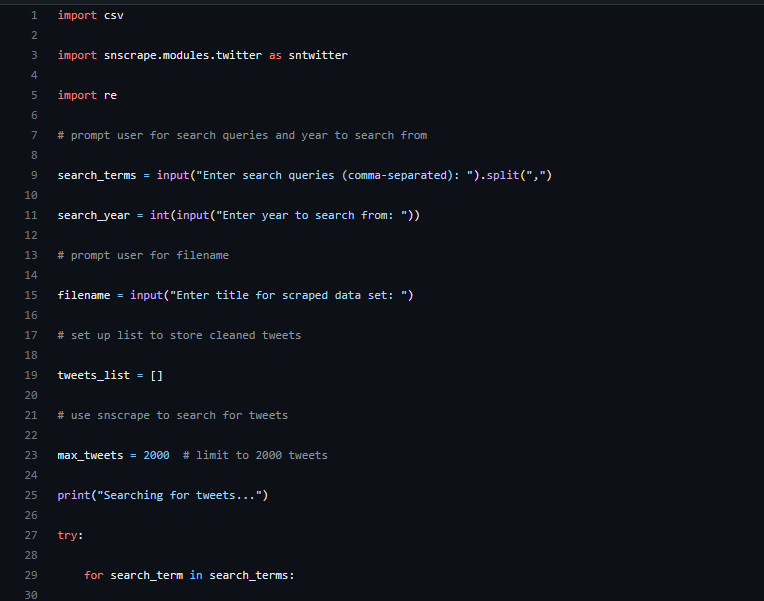 1 import csv
2
3 import snscrape.modules.twitter as sntwitter
4
5 import re
6
7 # prompt user for search queries and year to search from
8
9 search_terms = input("Enter search queries (comma-separated): ").split(",")
10
11 search_year = int(input("Enter year to search from: "))
12
13 # prompt user for filename
14
15 filename = input("Enter title for scraped data set: ")
16
17 # set up list to store cleaned tweets
18
19 tweets_list = []
20
21 # use snscrape to search for tweets
22
23 max_tweets = 2000  # limit to 2000 tweets
24
25 print("Searching for tweets...")
26
27 try:
28
29     for search_term in search_terms:
30